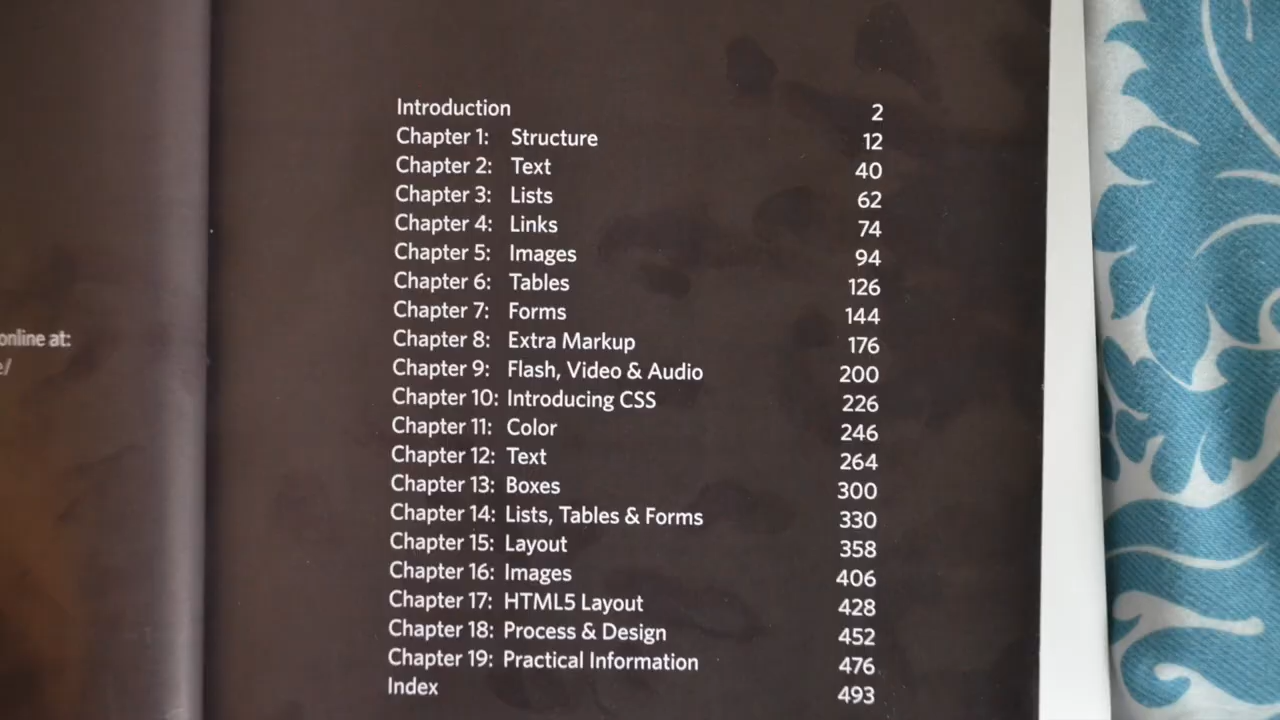 online at:
e/
Introduction 2
Chapter 1: Structure 12
Chapter 2: Text 40
Chapter 3: Lists 62
Chapter 4: Links 74
Chapter 5: Images 94
Chapter 6: Tables 126
Chapter 7: Forms 144
Chapter 8: Extra Markup 176
Chapter 9: Flash, Video & Audio 200
Chapter 10: Introducing CSS 226
Chapter 11: Color 246
Chapter 12: Text 264
Chapter 13: Boxes 300
Chapter 14: Lists, Tables & Forms 330
Chapter 15: Layout 358
Chapter 16: Images 406
Chapter 17: HTML5 Layout 428
Chapter 18: Process & Design 452
Chapter 19: Practical Information 476
Index 493